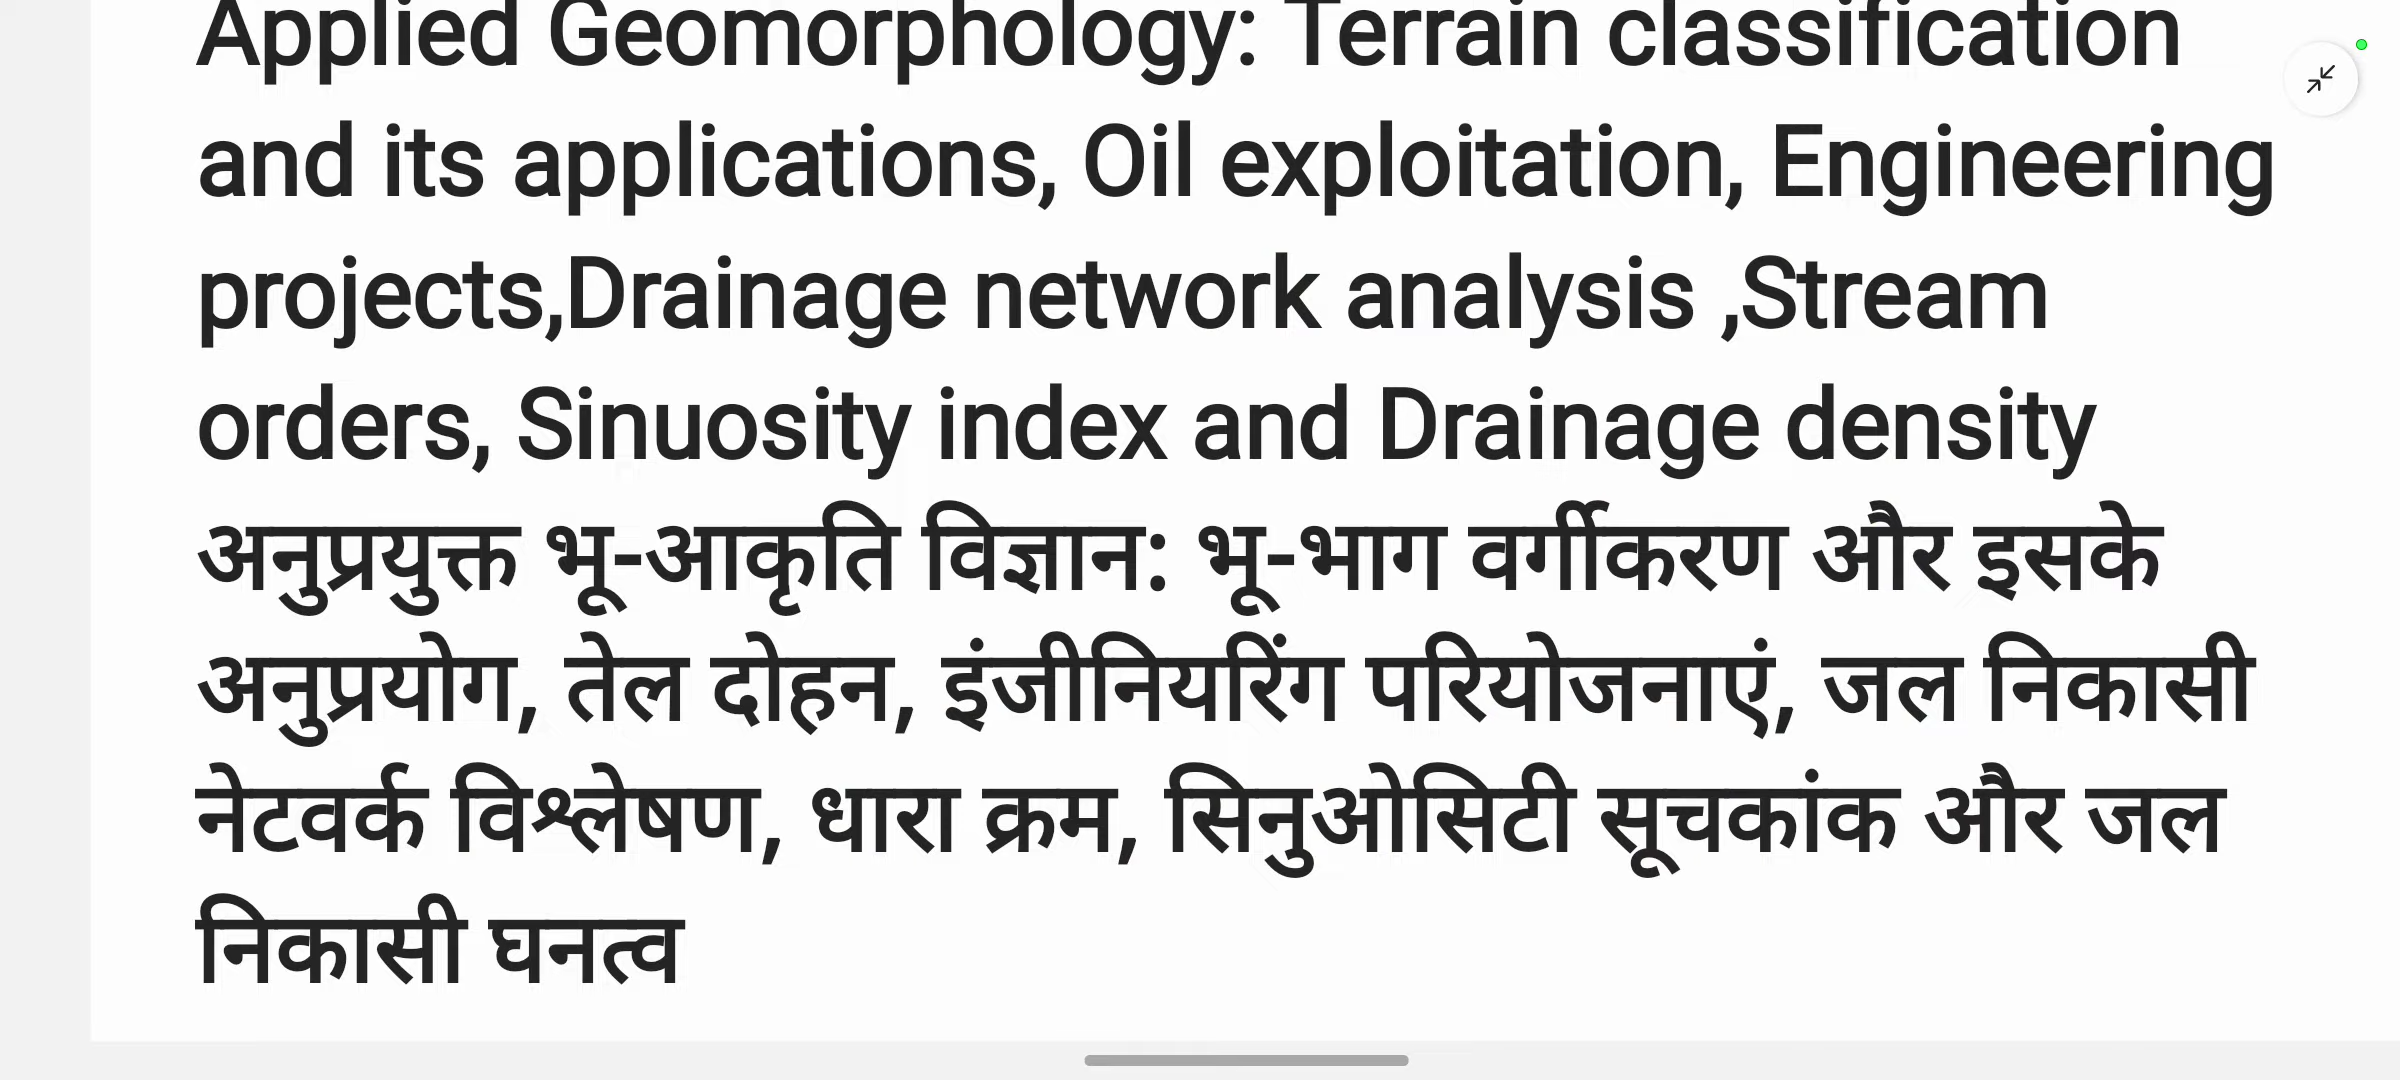 Applied Geomorphology: Terrain classification
and its applications, Oil exploitation, Engineering
projects,Drainage network analysis ,Stream
orders, Sinuosity index and Drainage density
अनुप्रयुक्त भू-आकृति विज्ञान: भू-भाग वर्गीकरण और इसके
अनुप्रयोग, तेल दोहन, इंजीनियरिंग परियोजनाएं, जल निकासी
नेटवर्क विश्लेषण, धारा क्रम, सिनुओसिटी सूचकांक और जल
निकासी घनत्व